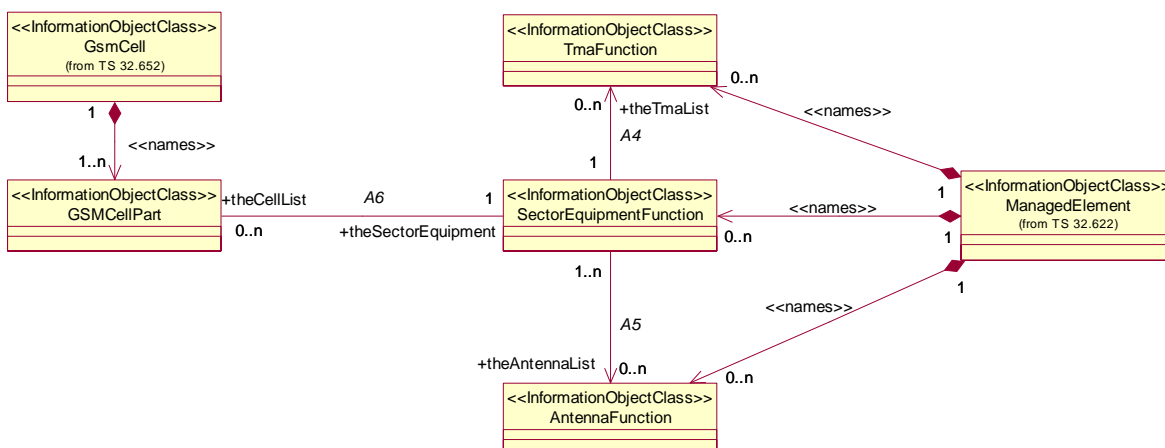 <<InformationObjectClass>>
GsmCell
(from TS 32.652)
1
<<names>>
1..n
<<InformationObjectClass>>
GSMCellPart
+theCellList
A6
1
0..n
+theSectorEquipment
<<InformationObjectClass>>
TmaFunction
0..n
0..n
+theTmaList
A4
1
<<names>>
<<InformationObjectClass>>
SectorEquipmentFunction
<<names>>
0..n
1
1
1
<<InformationObjectClass>>
ManagedElement
(from TS 32.622)
1..n
A5
<<names>>
+theAntennaList
0..n
0..n
<<InformationObjectClass>>
AntennaFunction